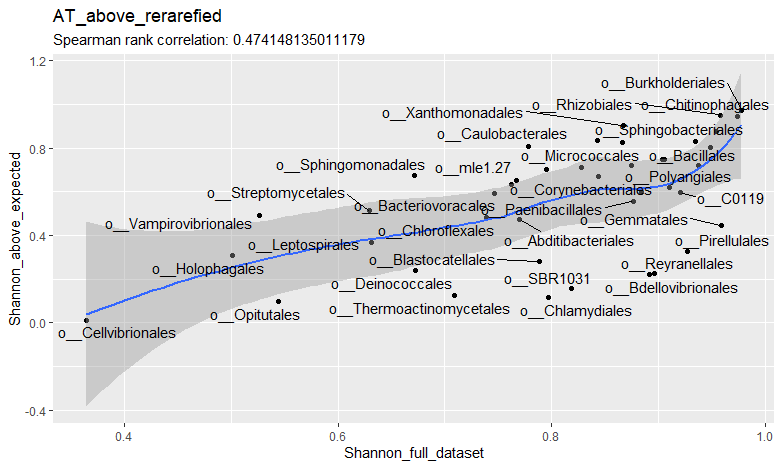 AT_above_rerarefied
Spearman rank correlation: 0.474148135011179
Shannon_above_expected
1.2
0.8
0.4
0.0
-0.4
o__Burkholderiales
o__Rhizobiales
o__Chitinophagales
o__Xanthomonadales
o__Caulobacterales
o__Sphingobacteriales
o__Sphingomonadales
o__mle1.27
o__Micrococcales
o__Bacillales
o__Streptomycetales
o__Corynebacteriales
o__Polyangiales
o__Bacteriovoracales
o__Paenibacillales
o__C0119
o__Vampirovibrionales
o__Chloroflexales
o__Gemmatales
o__Leptospirales
o__Abditibacteriales
o__Pirellulales
o__Holophagales
o__Blastocatellales
o__Reyranellales
o__Deinococcales
o__SBR1031
o__Bdellovibrionales
o__Opitutales
o__Thermoactinomycetales
o__Chlamydiales
o__Cellvibrionales
0.4
0.6
0.8
1.0
Shannon_full_dataset